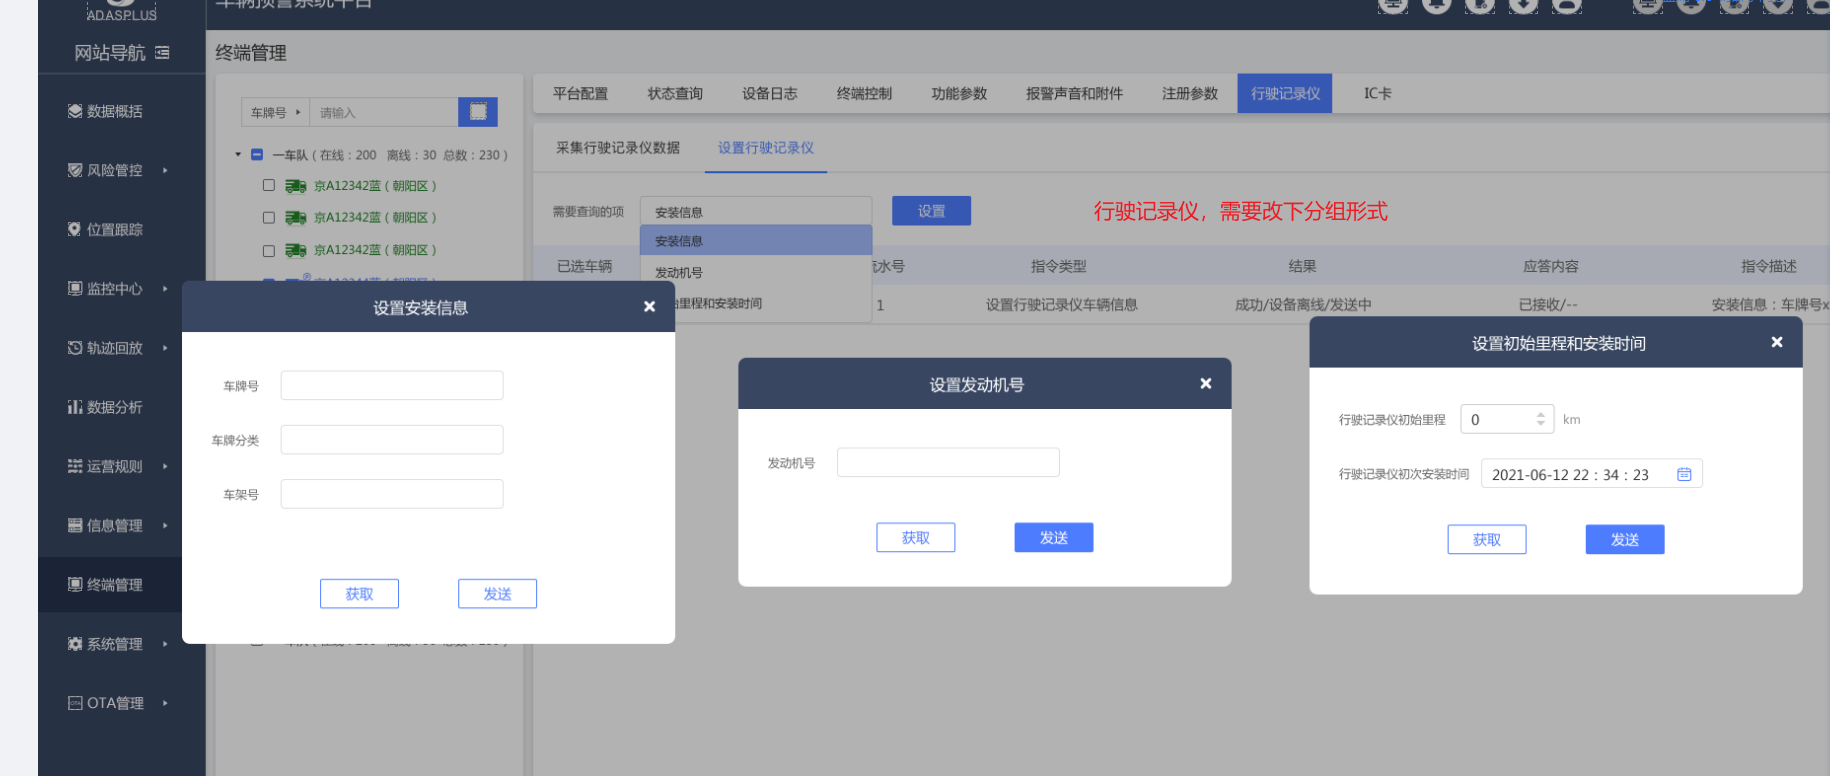 ADASPLUS
车辆预警系统平台
网站导航
数据概括
风险管控
位置跟踪
监控中心
轨迹回放
数据分析
运营规则
信息管理
终端管理
系统管理
OTA管理
终端管理
车牌号 请输入
一车队（在线：200 离线：30 总数：230）
京A12342蓝（朝阳区）
京A12342蓝（朝阳区）
京A12342蓝（朝阳区）
平台配置 状态查询 设备日志 终端控制 功能参数 报警声音和附件 注册参数 行驶记录仪 IC卡
采集行驶记录仪数据 设置行驶记录仪
需要查询的项 安装信息 设置
行驶记录仪，需要改下分组形式
安装信息
发动机号
里程和安装时间
已选车辆 水号 指令类型 结果 应答内容 指令描述
1 设置行驶记录仪车辆信息 成功/设备离线/发送中 已接收/-- 安装信息：车牌号x
设置安装信息
车牌号
车牌分类
车架号
获取 发送
设置发动机号
发动机号
获取 发送
设置初始里程和安装时间
行驶记录仪初始里程 0 km
行驶记录仪初次安装时间 2021-06-12 22：34：23
获取 发送